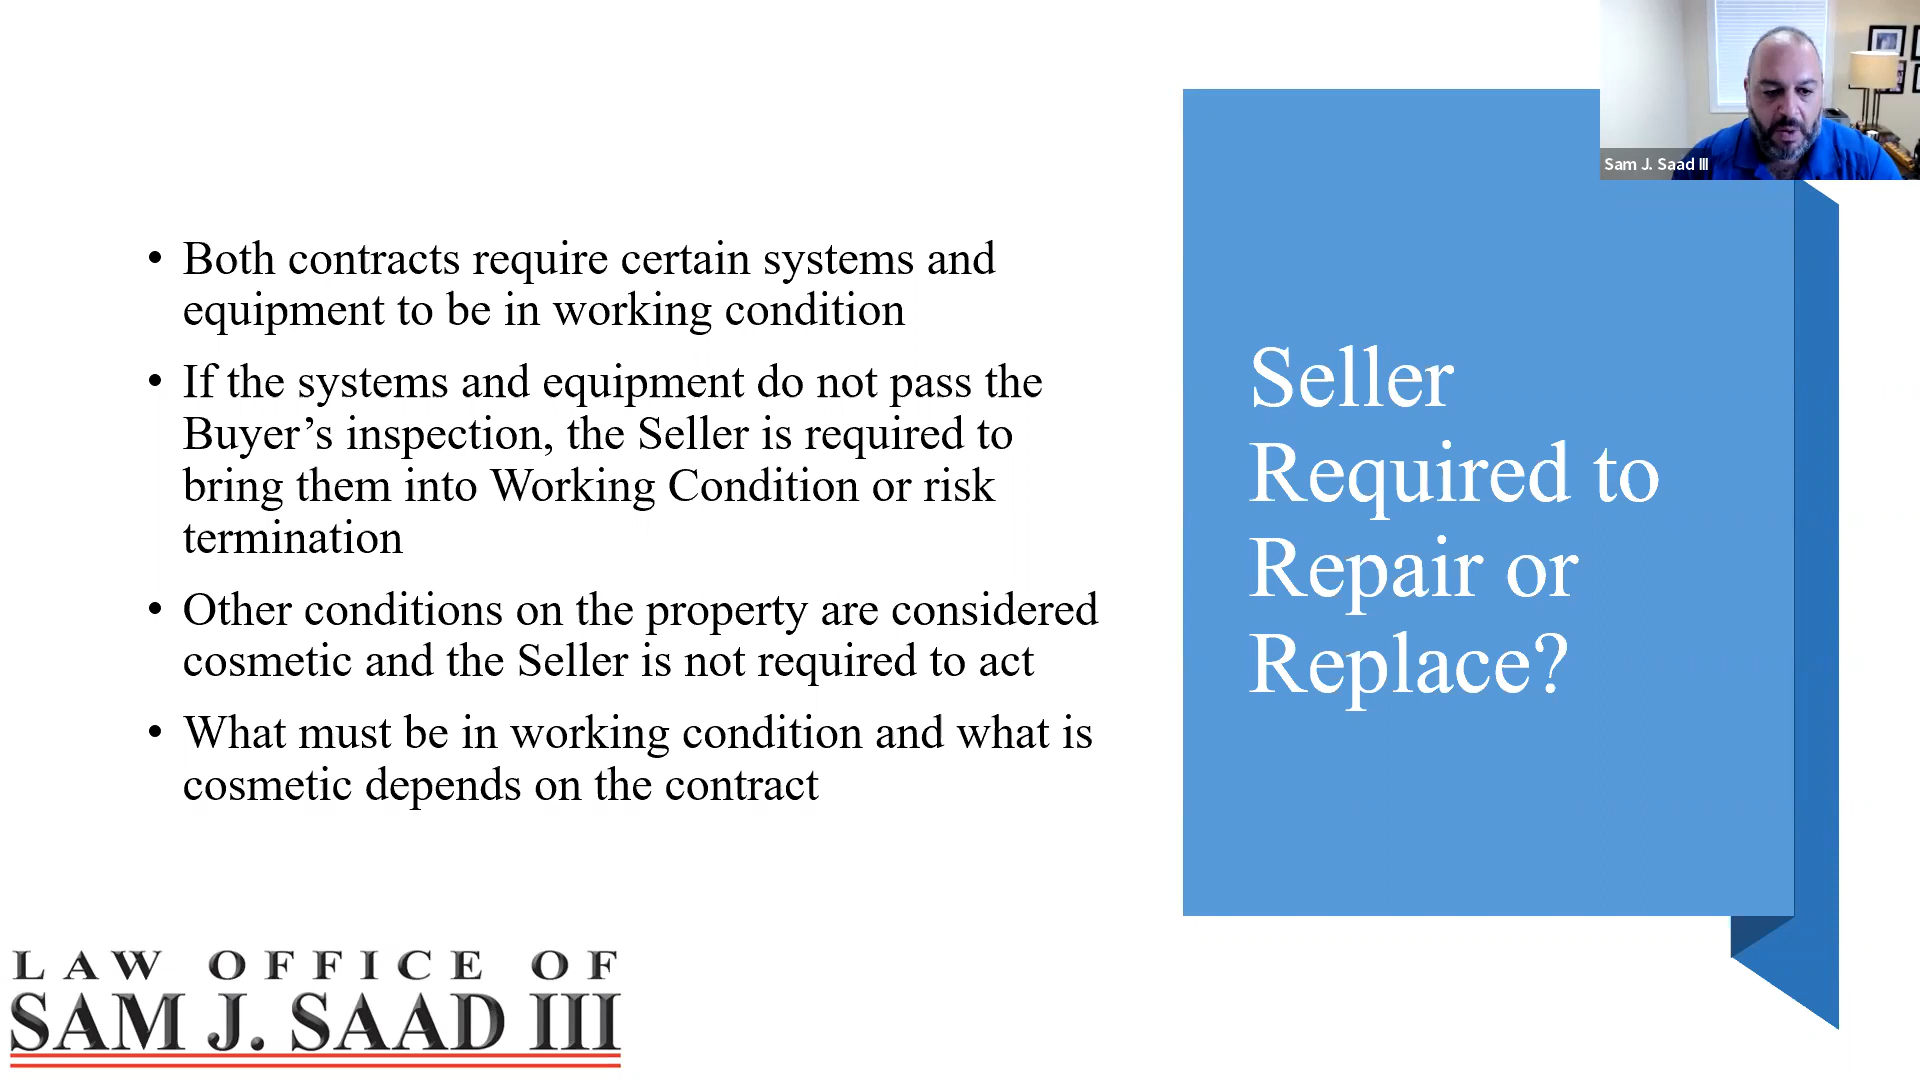 Sam J. Saad III
• Both contracts require certain systems and
equipment to be in working condition
• If the systems and equipment do not pass the
Buyer’s inspection, the Seller is required to
bring them into Working Condition or risk
termination
• Other conditions on the property are considered
cosmetic and the Seller is not required to act
• What must be in working condition and what is
cosmetic depends on the contract
Seller
Required to
Repair or
Replace?
LAW OFFICE OF
SAM J. SAAD III